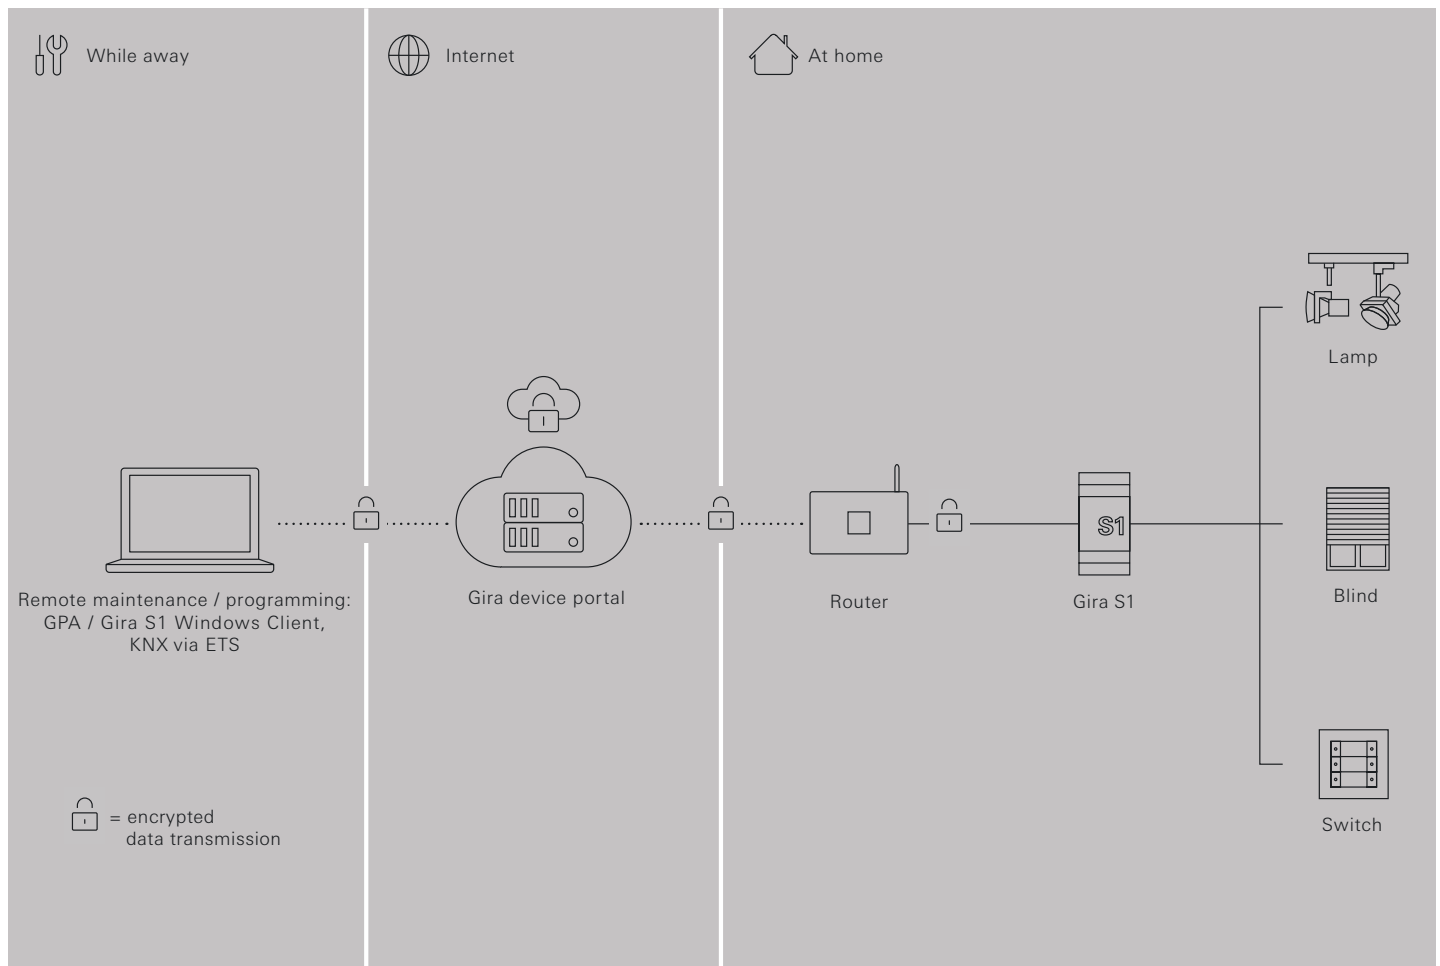 While away
Internet
At home
Lamp
S1
Remote maintenance / programming:
GPA / Gira S1 Windows Client,
KNX via ETS
Gira device portal
Router
Gira S1
Blind
= encrypted
data transmission
Switch